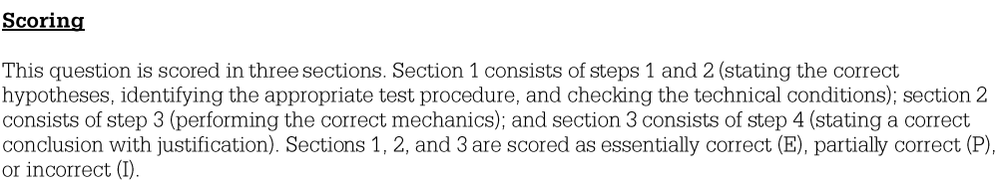 Scoring
This question is scored in three sections. Section 1 consists of steps 1 and 2 (stating the correct
hypotheses, identifying the appropriate test procedure, and checking the technical conditions); section 2
consists of step 3 (performing the correct mechanics); and section 3 consists of step 4 (stating a correct
conclusion with justification). Sections 1, 2, and 3 are scored as essentially correct (E), partially correct (P),
or incorrect (I).